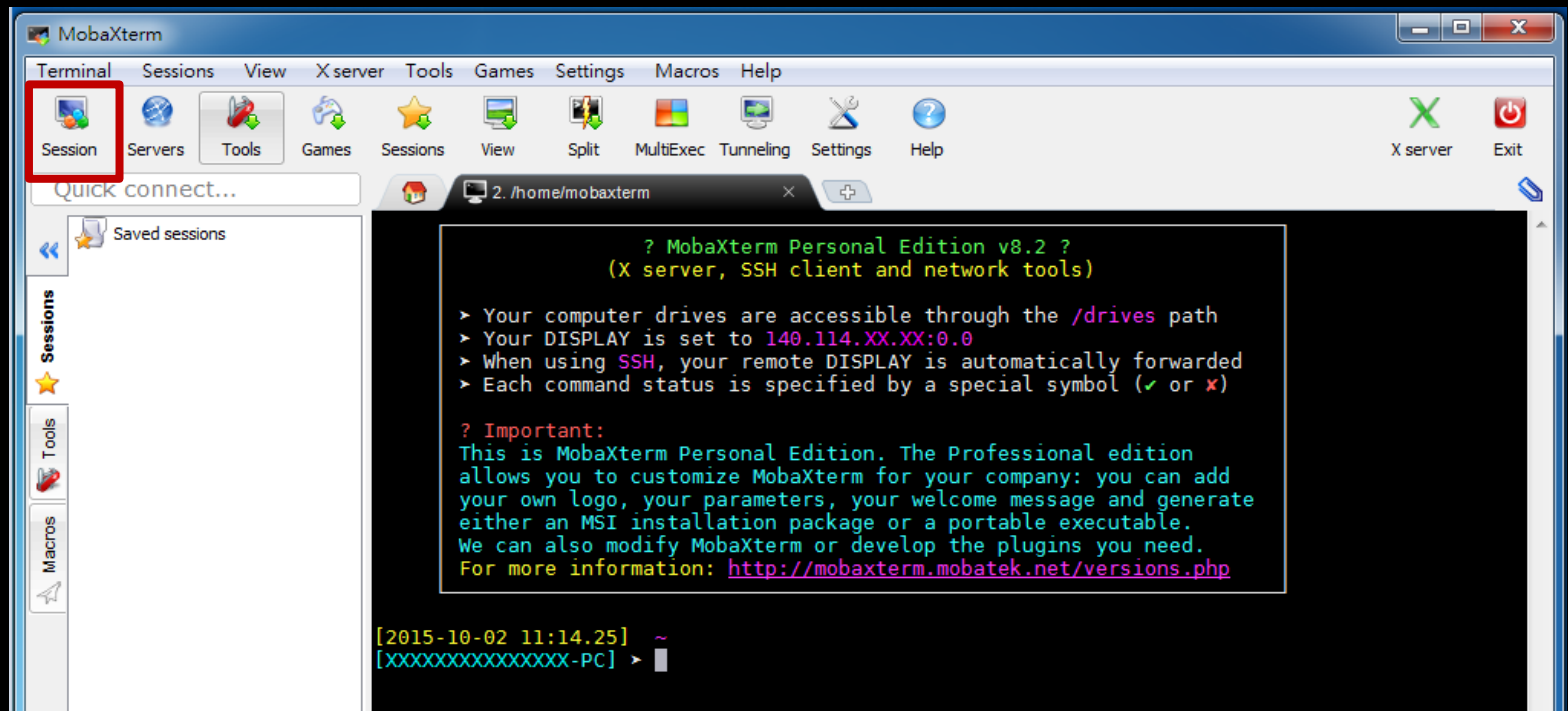 MobaXterm
Terminal Sessions View X server Tools Games Settings Macros Help
Session Servers Tools Games Sessions View Split MultiExec Tunneling Settings Help X server Exit
Quick connect...
2. /home/mobaxterm
Saved sessions
Sessions
Tools
Macros
? MobaXterm Personal Edition v8.2 ?
(X server, SSH client and network tools)
➤ Your computer drives are accessible through the /drives path
➤ Your DISPLAY is set to 140.114.XX.XX:0.0
➤ When using SSH, your remote DISPLAY is automatically forwarded
➤ Each command status is specified by a special symbol (✔ or ✘)
? Important:
This is MobaXterm Personal Edition. The Professional edition
allows you to customize MobaXterm for your company: you can add
your own logo, your parameters, your welcome message and generate
either an MSI installation package or a portable executable.
We can also modify MobaXterm or develop the plugins you need.
For more information: http://mobaxterm.mobatek.net/versions.php
[2015-10-02 11:14.25] ~
[XXXXXXXXXXXXXXX-PC] ➤